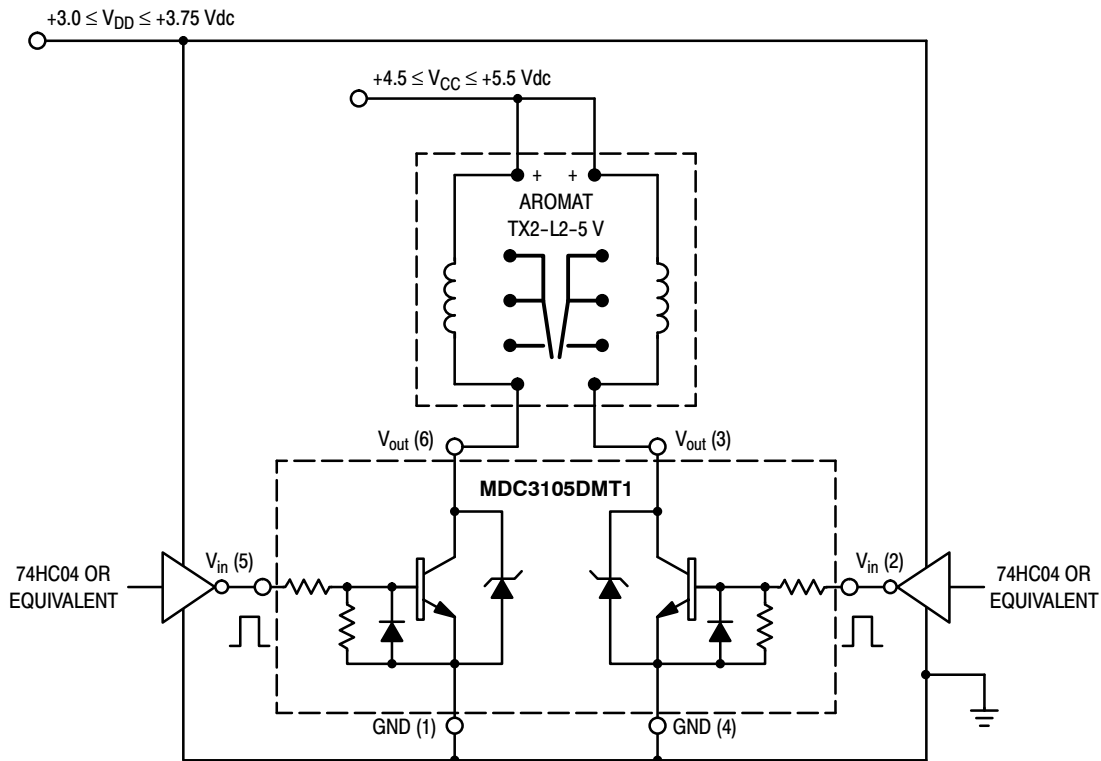 +3.0 ≤ VDD ≤ +3.75 Vdc
+4.5 ≤ VCC ≤ +5.5 Vdc
+ +
AROMAT
TX2-L2-5 V
Vout (6)
Vout (3)
MDC3105DMT1
74HC04 OR
EQUIVALENT
Vin (5)
Vin (2)
74HC04 OR
EQUIVALENT
GND (1)
GND (4)